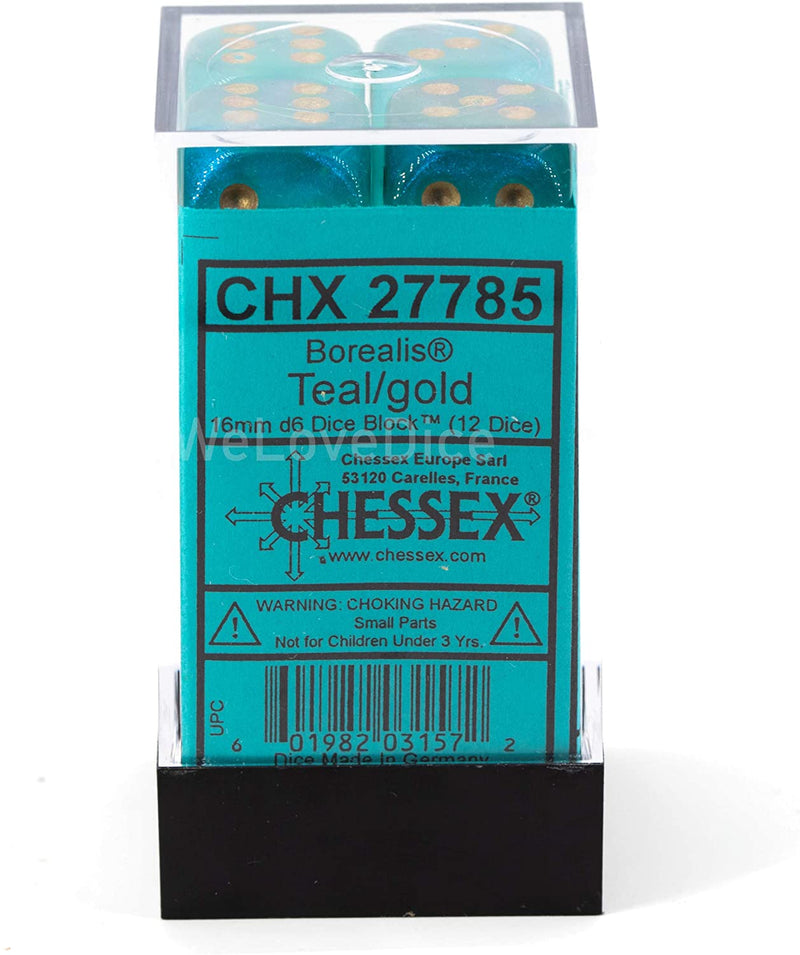 CHX 27785
Borealis®
Teal/gold
16mm d6 Dice Block™ (12 Dice)
WeLoveDice
Chessex Europe Sarl
53120 Carelles, France
CHESSEX®
www.chessex.com
WARNING: CHOKING HAZARD
Small Parts
Not for Children Under 3 Yrs.
UPC
6 01982 03157 2
Dice Made in Germany